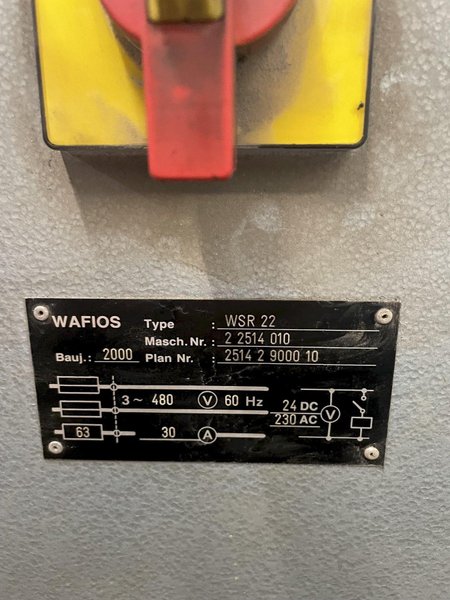 WAFIOS Type : WSR 22
Masch. Nr. : 2 2514 010
Bauj.: 2000 Plan Nr. : 2514 2 9000 10
3~ 480 V 60 Hz
24 DC
230 AC V
63 30 A